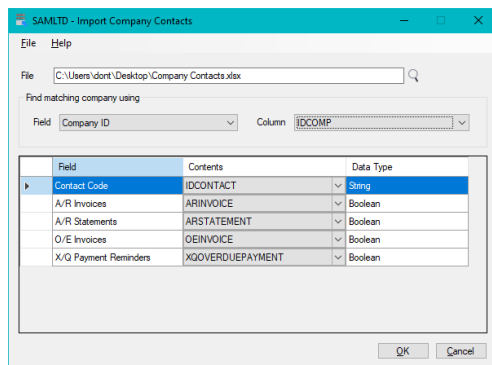 SAMLTD - Import Company Contacts
File Help
File C:\Users\dont\Desktop\Company Contacts.xlsx
Find matching company using
Field Company ID Column IDCOMP
Field Contents Data Type
Contact Code IDCONTACT String
A/R Invoices ARINVOICE Boolean
A/R Statements ARSTATEMENT Boolean
O/E Invoices OEINVOICE Boolean
X/Q Payment Reminders XQOVERDUEPAYMENT Boolean
OK Cancel